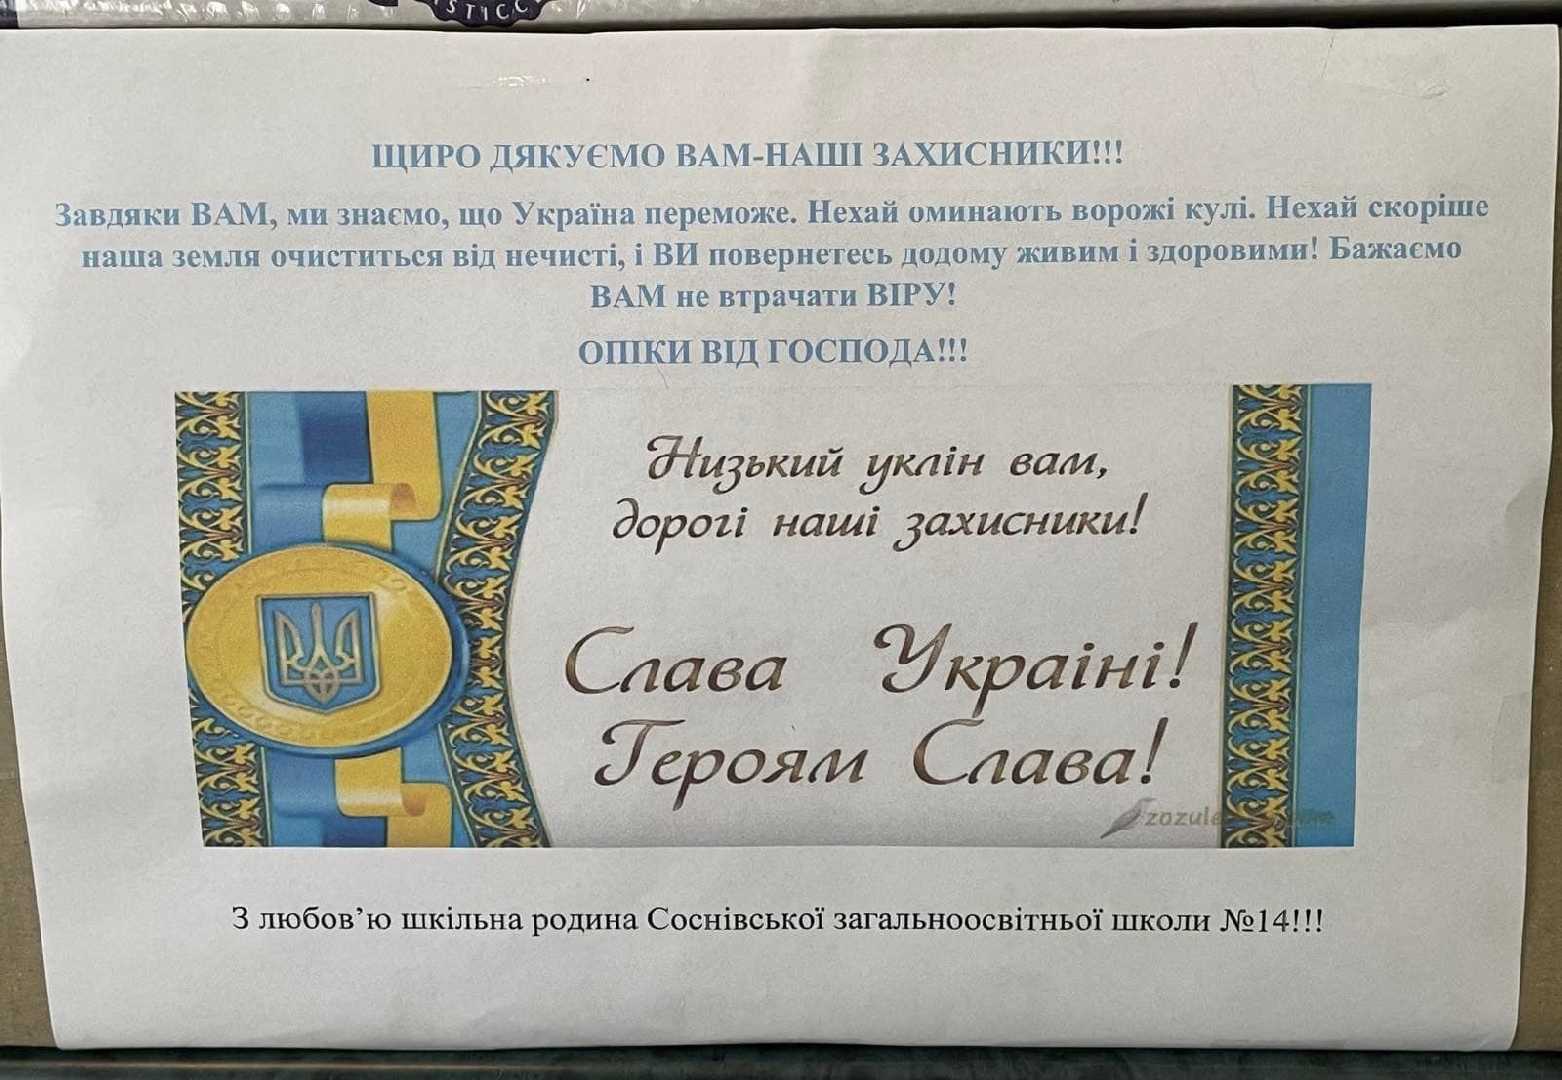 STICC
ЩИРО ДЯКУЄМО ВАМ-НАШІ ЗАХИСНИКИ!!!
Завдяки ВАМ, ми знаємо, що Україна переможе. Нехай оминають ворожі кулі. Нехай скоріше
наша земля очиститься від нечисті, і ВИ повернетесь додому живим і здоровими! Бажаємо
ВАМ не втрачати ВІРУ!
ОПІКИ ВІД ГОСПОДА!!!
Низький уклін вам,
дорогі наші захисники!
Слава Україні!
Героям Слава!
З любов’ю шкільна родина Соснівської загальноосвітньої школи №14!!!